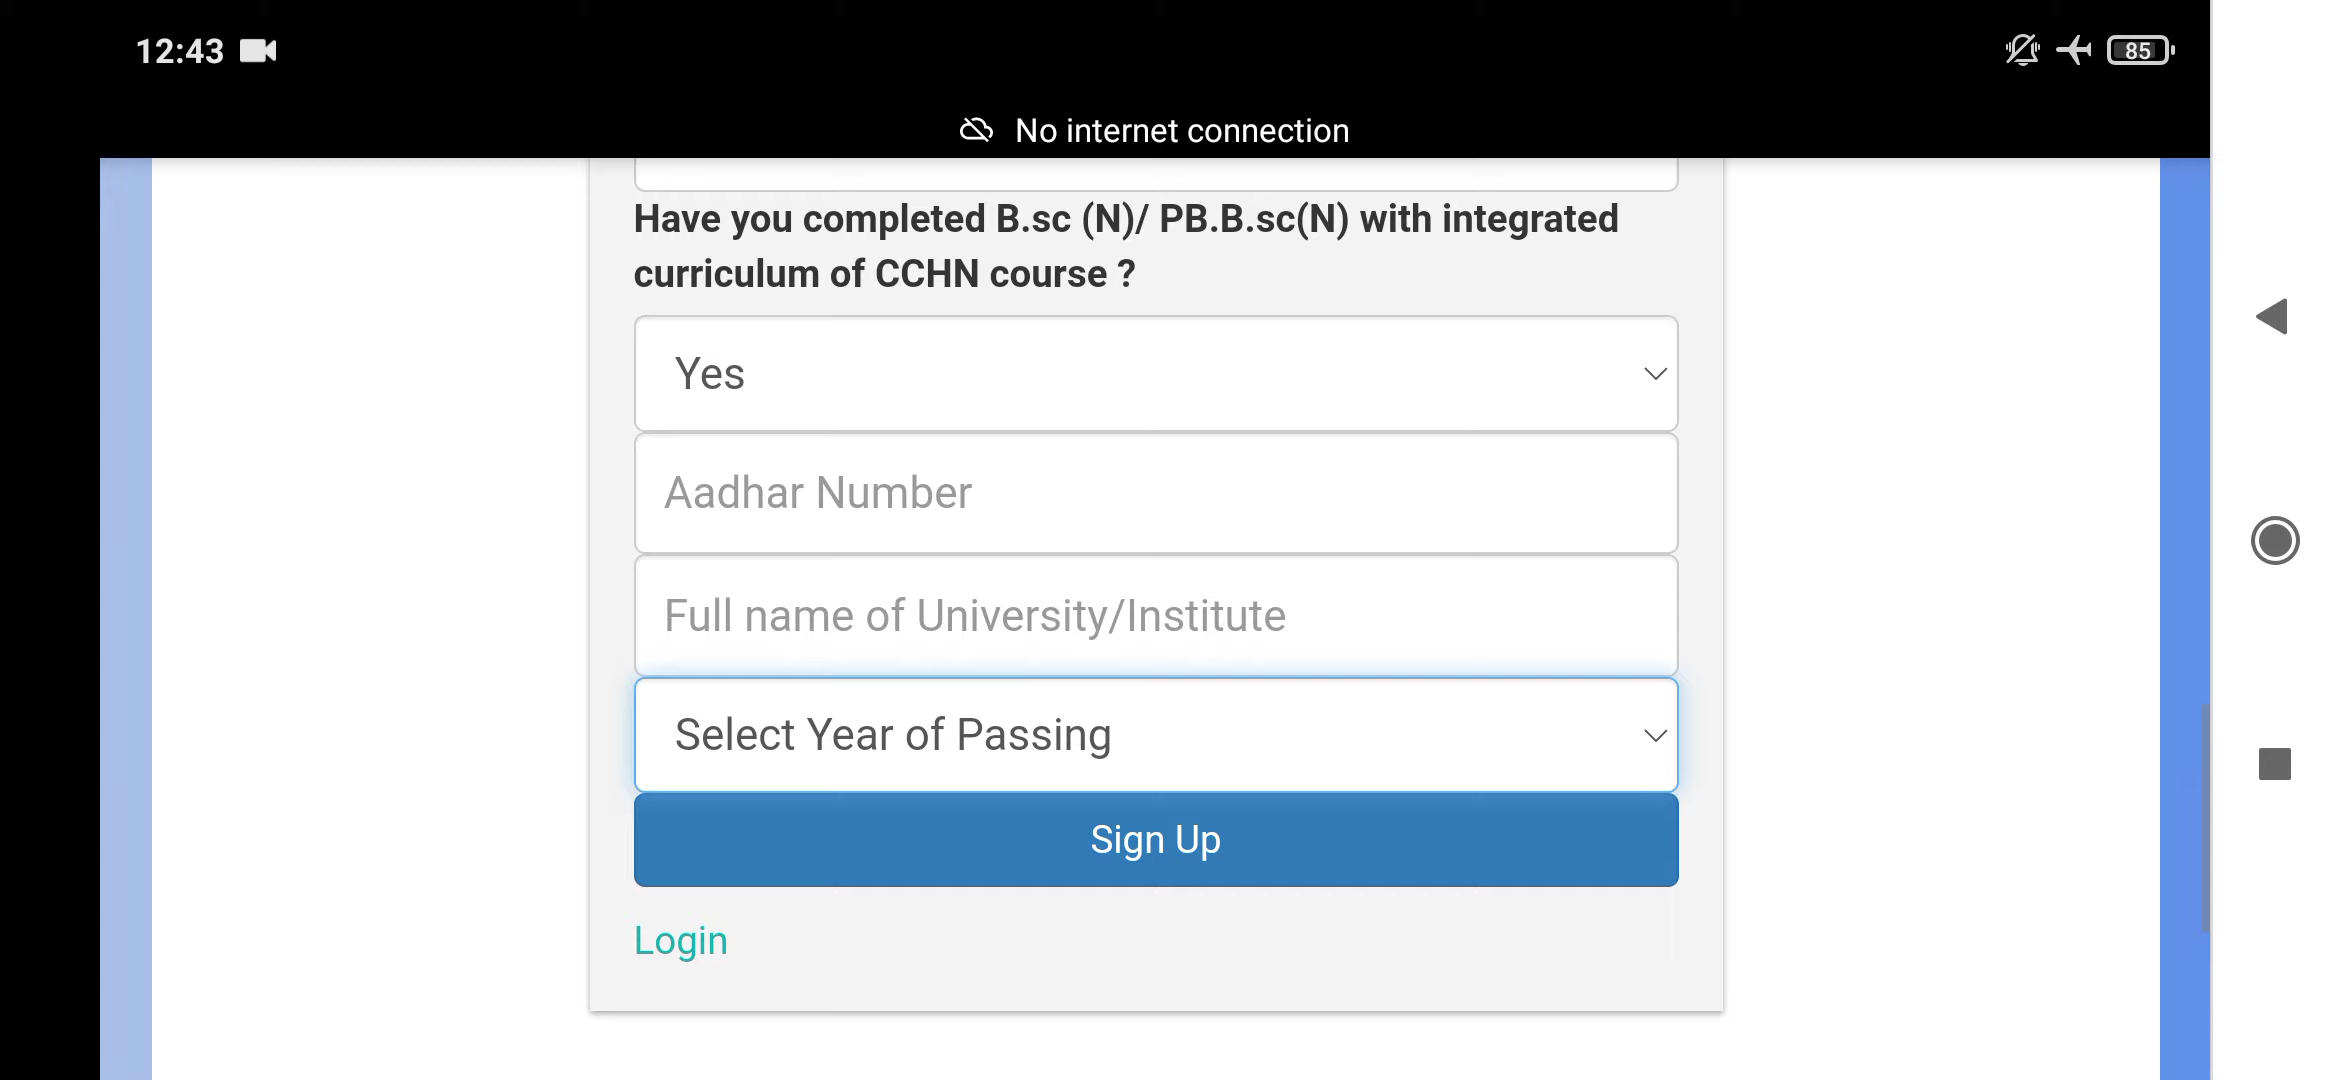 12:43
85
No internet connection
Have you completed B.sc (N)/ PB.B.sc(N) with integrated
curriculum of CCHN course ?
Yes
Aadhar Number
Full name of University/Institute
Select Year of Passing
Sign Up
Login